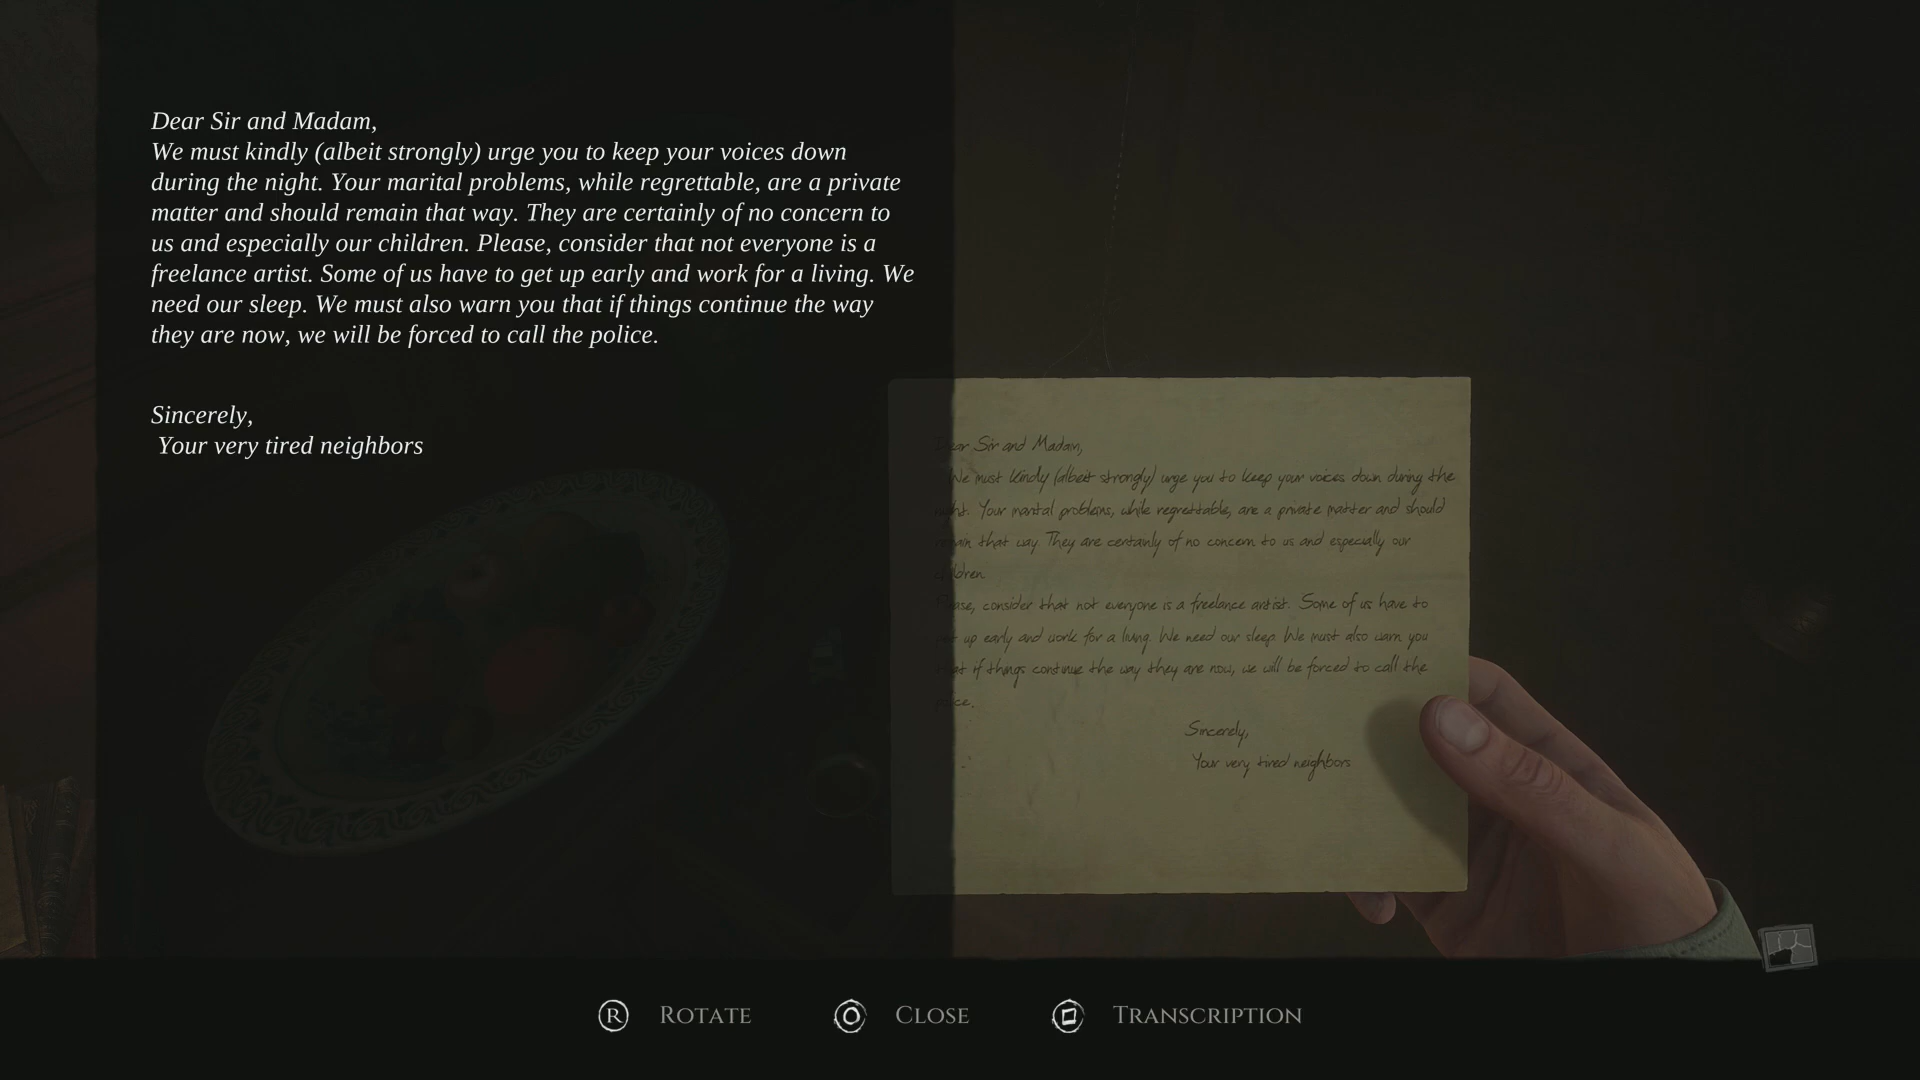 Dear Sir and Madam,
We must kindly (albeit strongly) urge you to keep your voices down
during the night. Your marital problems, while regrettable, are a private
matter and should remain that way. They are certainly of no concern to
us and especially our children. Please, consider that not everyone is a
freelance artist. Some of us have to get up early and work for a living. We
need our sleep. We must also warn you that if things continue the way
they are now, we will be forced to call the police.
Sincerely,
Your very tired neighbors
Dear Sir and Madam,
We must kindly (albeit strongly) urge you to keep your voices down during the
night. Your marital problems, while regrettable, are a private matter and should
remain that way. They are certainly of no concern to us and especially our
children.
Please, consider that not everyone is a freelance artist. Some of us have to
get up early and work for a living. We need our sleep. We must also warn you
that if things continue the way they are now, we will be forced to call the
police.
Sincerely,
Your very tired neighbors
R ROTATE CLOSE TRANSCRIPTION